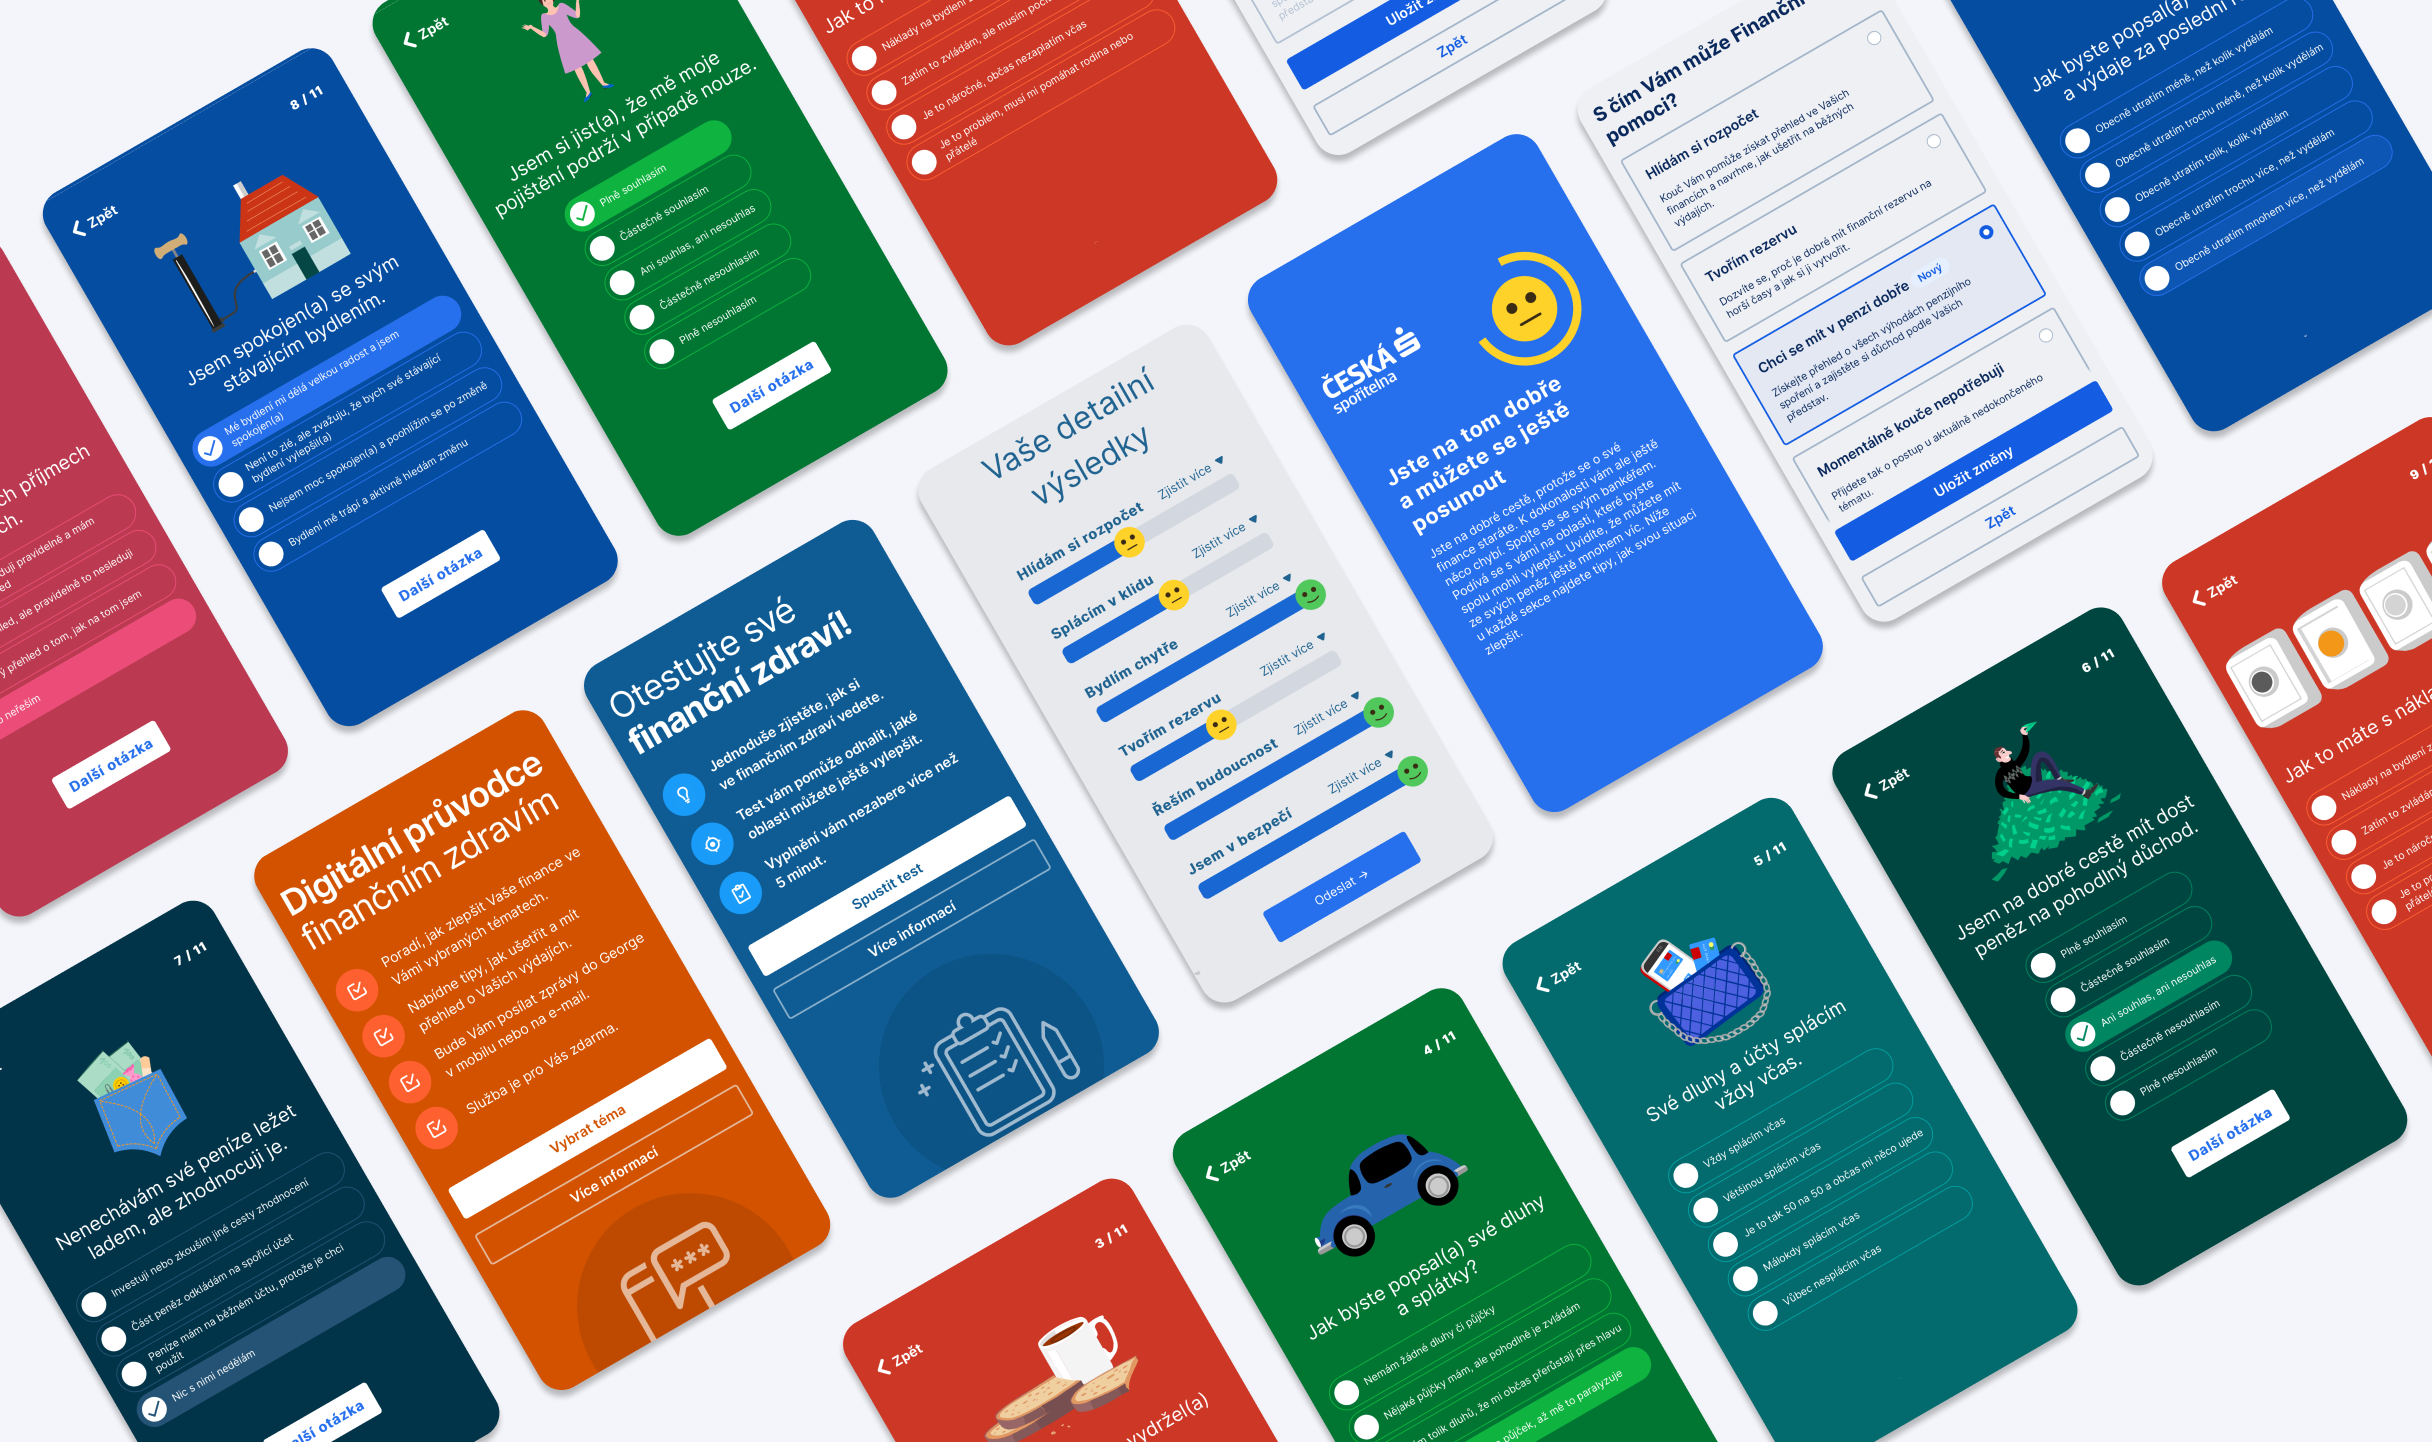 ch příjmech
ch.
duji pravidelně a mám
ed
led, ale pravidelně to nesleduji
ý přehled o tom, jak na tom jsem
o neřeším
Další otázka
8 / 11
Zpět
Jsem spokojen(a) se svým
stávajícím bydlením.
Mé bydlení mi dělá velkou radost a jsem
spokojen(a)
Není to zlé, ale zvažuju, že bych své stávající
bydlení vylepšil(a)
Nejsem moc spokojen(a) a poohlížím se po změně
Bydlení mě trápí a aktivně hledám změnu
Další otázka
Zpět
Jsem si jist(a), že mě moje
pojištění podrží v případě nouze.
Plně souhlasím
Částečně souhlasím
Ani souhlas, ani nesouhlas
Částečně nesouhlasím
Plně nesouhlasím
Další otázka
Jak to
Náklady na bydlení
Zatím to zvládám, ale musím
Je to náročné, občas nezaplatím včas
Je to problém, musí mi pomáhat rodina nebo
přátelé
Uložit
Zpět
S čím Vám může Finanční
pomoci?
Hlídám si rozpočet
Kouč Vám pomůže získat přehled ve Vašich
financích a navrhne, jak ušetřit na běžných
výdajích.
Tvořím rezervu
Dozvíte se, proč je dobré mít finanční rezervu na
horší časy a jak si ji vytvořit.
Chci se mít v penzi dobře Nový
Získejte přehled o všech výhodách penzijního
spoření a zajistěte si důchod podle Vašich
představ.
Momentálně kouče nepotřebuji
Přijdete tak o postup u aktuálně nedokončeného
tématu.
Uložit změny
Zpět
Jak byste popsal(a)
a výdaje za poslední
Obecně utratím méně, než kolik vydělám
Obecně utratím trochu méně, než kolik vydělám
Obecně utratím tolik, kolik vydělám
Obecně utratím trochu více, než vydělám
Obecně utratím mnohem více, než vydělám
7 / 11
Nenechávám své peníze ležet
ladem, ale zhodnocuji je.
Investuji nebo zkouším jiné cesty zhodnocení
Část peněz odkládám na spořicí účet
Peníze mám na běžném účtu, protože je chci
použít
Nic s nimi nedělám
alší otázka
Digitální průvodce
finančním zdravím
Poradí, jak zlepšit Vaše finance ve
Vámi vybraných tématech.
Nabídne tipy, jak ušetřit a mít
přehled o Vašich výdajích.
Bude Vám posílat zprávy do George
v mobilu nebo na e-mail.
Služba je pro Vás zdarma.
Vybrat téma
Více informací
***
Otestujte své
finanční zdraví!
Jednoduše zjistěte, jak si
ve finančním zdraví vedete.
Test vám pomůže odhalit, jaké
oblasti můžete ještě vylepšit.
Vyplnění vám nezabere více než
5 minut.
Spustit test
Více informací
Vaše detailní
výsledky
Hlídám si rozpočet Zjistit více
Splácím v klidu Zjistit více
Bydlím chytře Zjistit více
Tvořím rezervu Zjistit více
Řeším budoucnost Zjistit více
Jsem v bezpečí Zjistit více
Odeslat →
ČESKÁ
spořitelna
Jste na tom dobře
a můžete se ještě
posunout
Jste na dobré cestě, protože se o své
finance staráte. K dokonalosti vám ale ještě
něco chybí. Spojte se se svým bankéřem.
Podívá se s vámi na oblasti, které byste
spolu mohli vylepšit. Uvidíte, že můžete mít
ze svých peněz ještě mnohem víc. Níže
u každé sekce najdete tipy, jak svou situaci
zlepšit.
3 / 11
Zpět
vydržel(a)
4 / 11
Zpět
Jak byste popsal(a) své dluhy
a splátky?
Nemám žádné dluhy či půjčky
Nějaké půjčky mám, ale pohodlně je zvládám
tolik dluhů, že mi občas přerůstají přes hlavu
půjček, až mě to paralyzuje
5 / 11
Zpět
Své dluhy a účty splácím
vždy včas.
Vždy splácím včas
Většinou splácím včas
Je to tak 50 na 50 a občas mi něco ujede
Málokdy splácím včas
Vůbec nesplácím včas
6 / 11
Zpět
Jsem na dobré cestě mít dost
peněz na pohodlný důchod.
Plně souhlasím
Částečně souhlasím
Ani souhlas, ani nesouhlas
Částečně nesouhlasím
Plně nesouhlasím
Další otázka
9 /
Zpět
Jak to máte s
Náklady na bydlení
Zatím to
Je to
Je to